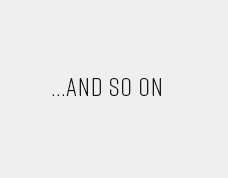 ...AND SO ON